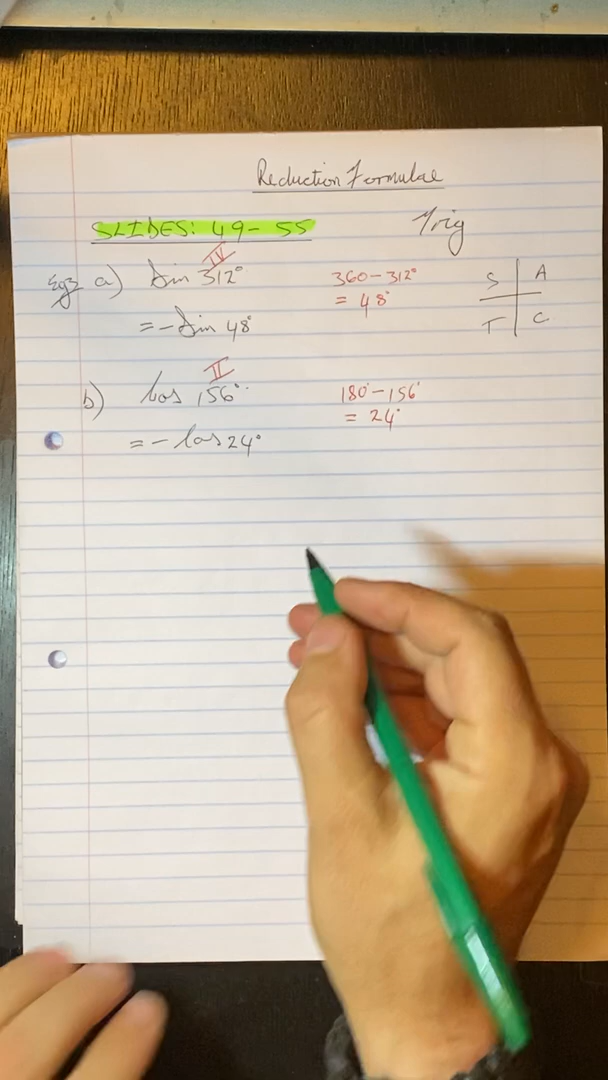 Reduction Formulae
SLIDES: 49-55
Trig
Eg3 a) Sin 312° IV
360-312°
= 48°
S A
T C
= -Sin 48°
b) Cos 156° II
180°-156°
= 24°
= - Cos 24°